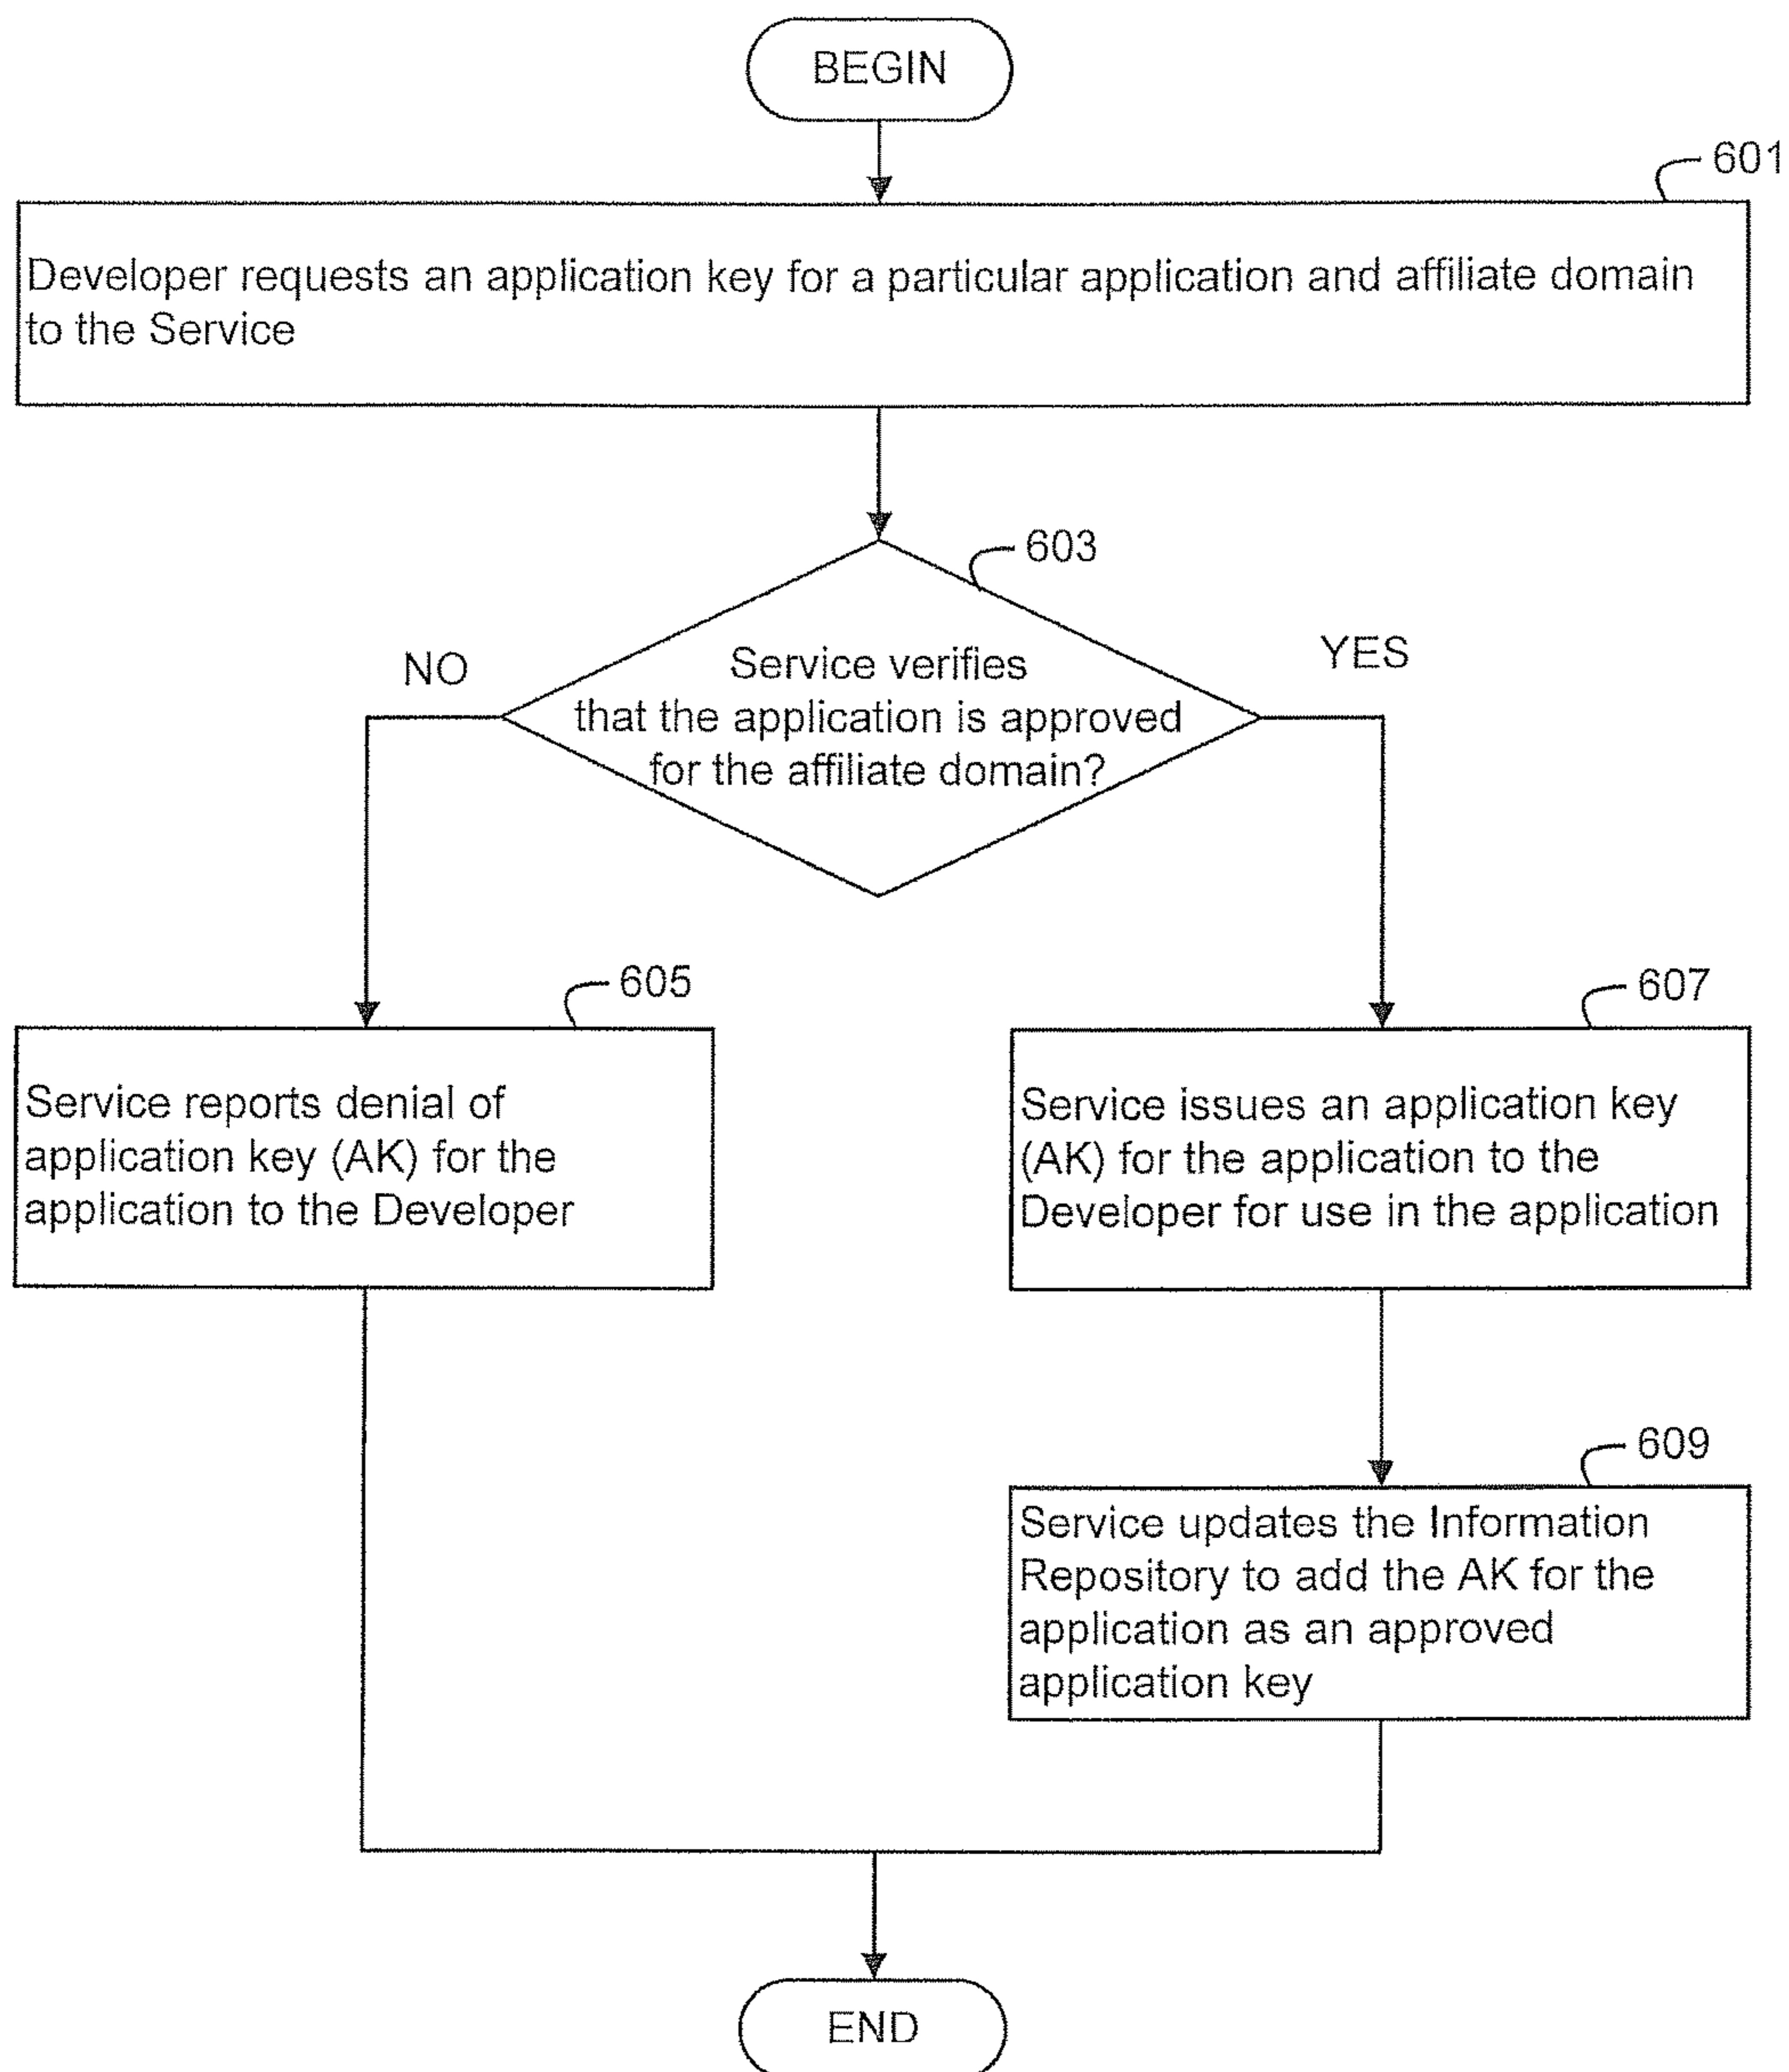 BEGIN
601
Developer requests an application key for a particular application and affiliate domain
to the Service
603
NO
YES
Service verifies
that the application is approved
for the affiliate domain?
605
Service reports denial of
application key (AK) for the
application to the Developer
607
Service issues an application key
(AK) for the application to the
Developer for use in the application
609
Service updates the Information
Repository to add the AK for the
application as an approved
application key
END